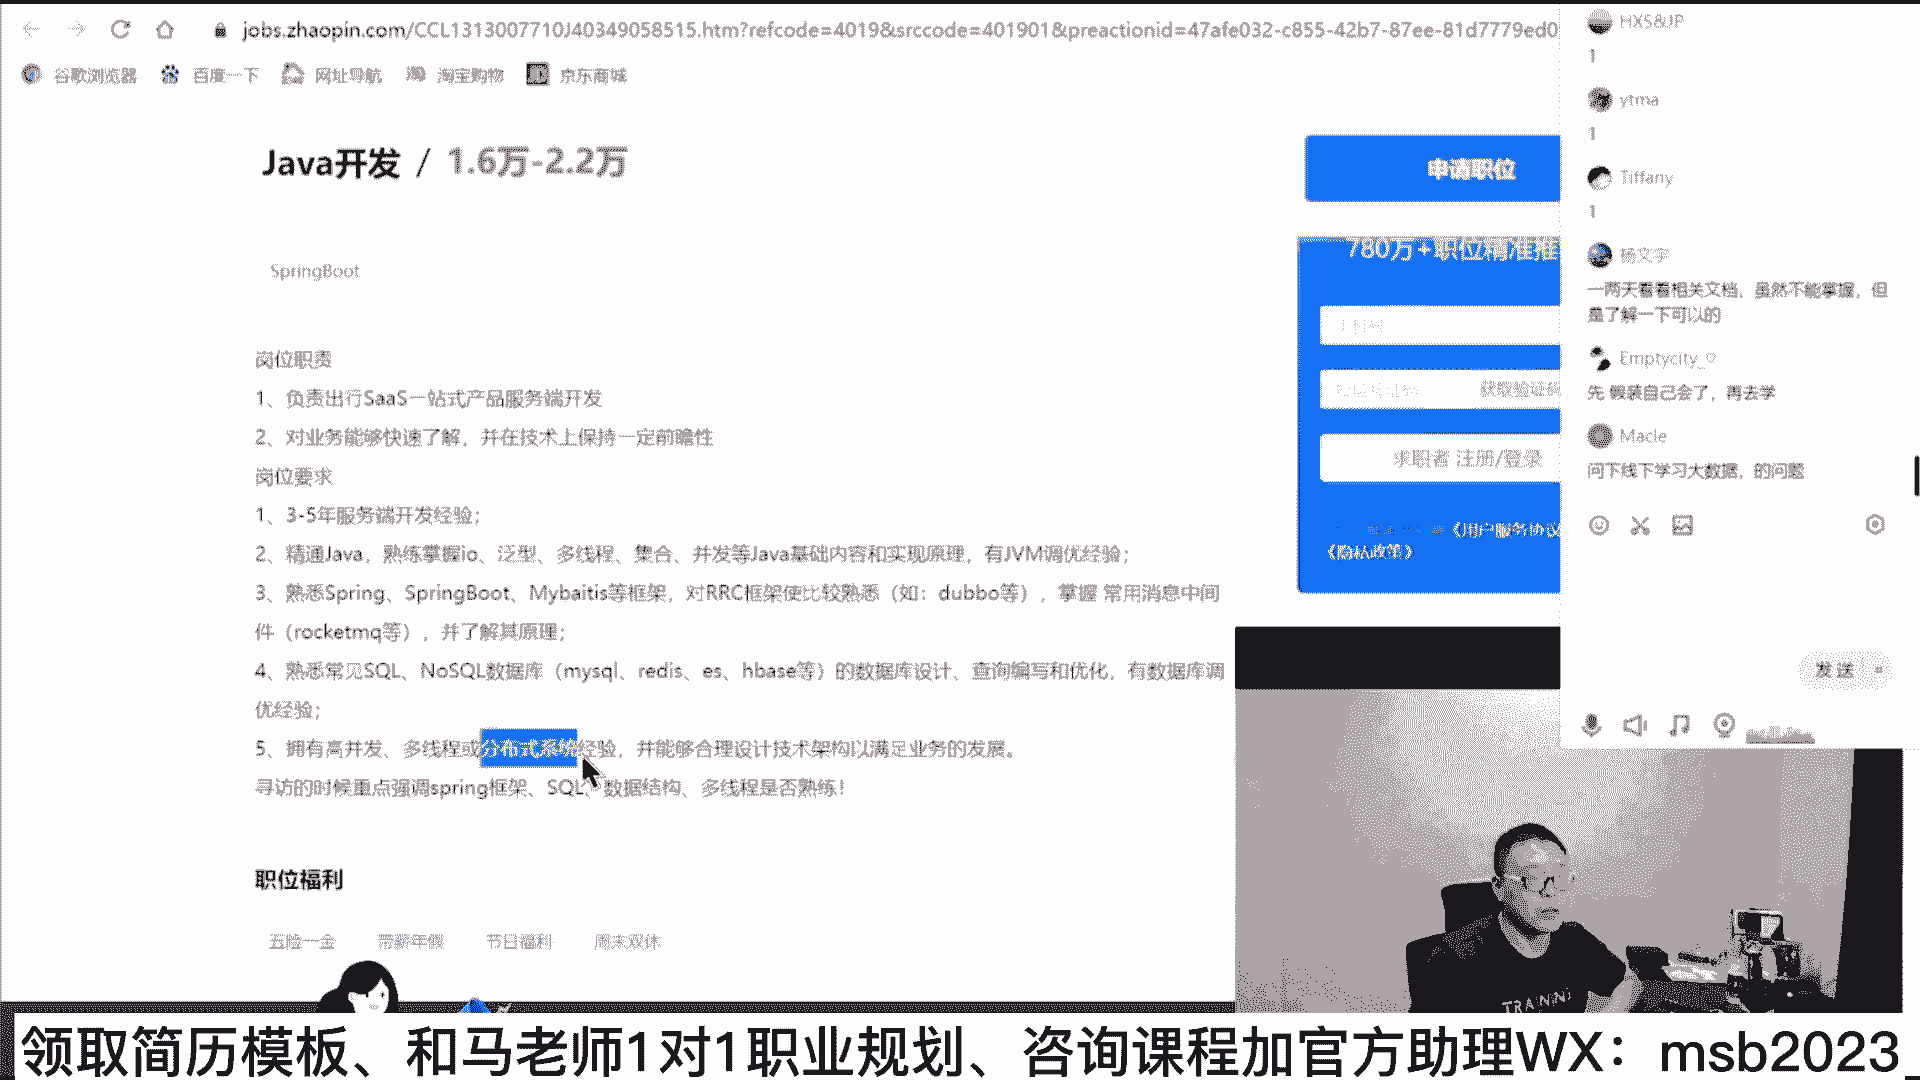 jobs.zhaopin.com/CCL1313007710J40349058515.htm?refcode=4019&srccode=401901&preactionid=47afe032-c855-42b7-87ee-81d7779ed0
谷歌浏览器 百度一下 网址导航 淘宝购物 京东商城
Java开发 / 1.6万-2.2万
申请职位
780万+职位精准推
SpringBoot
获取验证码
求职者 注册/登录
《用户服务协议
《隐私政策》
岗位职责
1、负责出行SaaS一站式产品服务端开发
2、对业务能够快速了解，并在技术上保持一定前瞻性
岗位要求
1、3-5年服务端开发经验；
2、精通Java，熟练掌握io、泛型、多线程、集合、并发等Java基础内容和实现原理，有JVM调优经验；
3、熟悉Spring、SpringBoot、Mybaitis等框架，对RRC框架使比较熟悉（如：dubbo等），掌握 常用消息中间
件（rocketmq等），并了解其原理；
4、熟悉常见SQL、NoSQL数据库（mysql、redis、es、hbase等）的数据库设计、查询编写和优化，有数据库调
优经验；
5、拥有高并发、多线程或分布式系统经验，并能够合理设计技术架构以满足业务的发展。
寻访的时候重点强调spring框架、SQL、数据结构、多线程是否熟练！
职位福利
五险一金 带薪年假 节日福利 周末双休
HXS&JP
1
ytma
1
Tiffany
1
杨文宇
一两天看看相关文档，虽然不能掌握，但
是了解一下可以的
Emptycity_♡
先 假装自己会了，再去学
Macle
问下线下学习大数据，的问题
发送
TRAINING
领取简历模板、和马老师1对1职业规划、咨询课程加官方助理WX：msb2023_